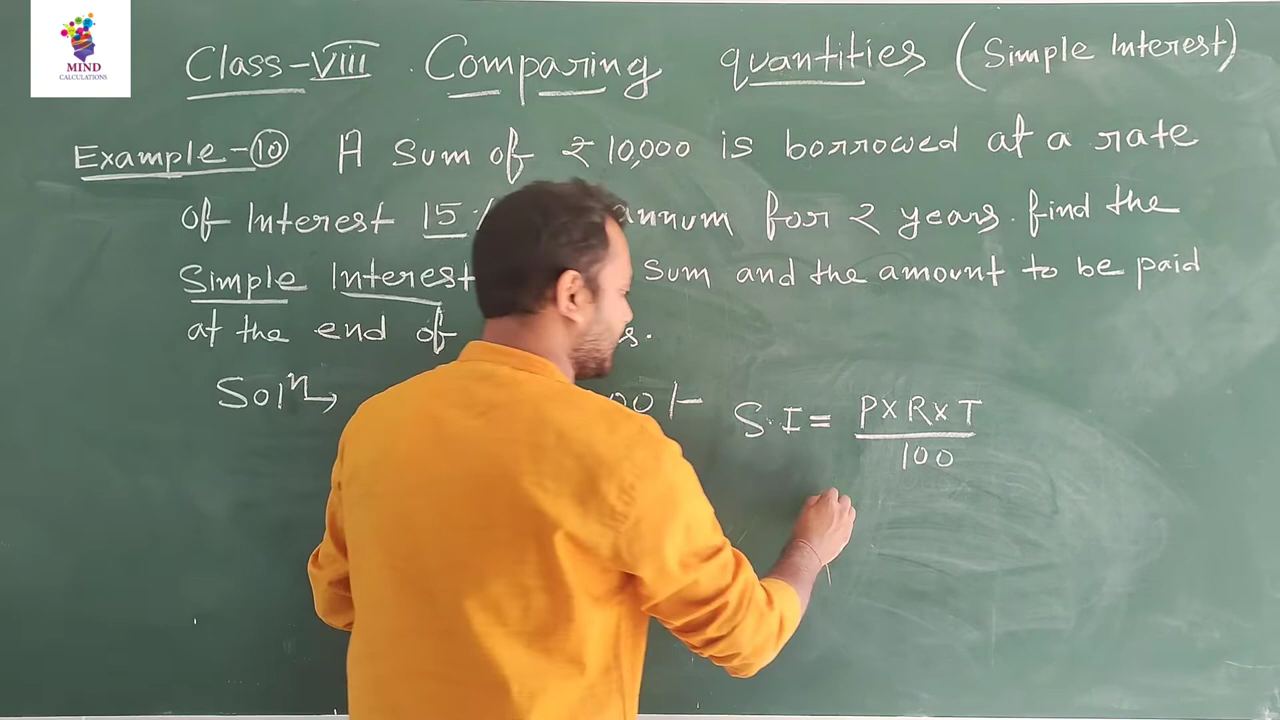 MIND
CALCULATIONS
Class-VIII Comparing quantities (Simple Interest)
Example-10 A Sum of ₹10,000 is borrowed at a rate
of Interest 15 annum for 2 years. find the
Simple Interest Sum and the amount to be paid
at the end of
Solⁿ→ 00/- S.I = P×R×T
100